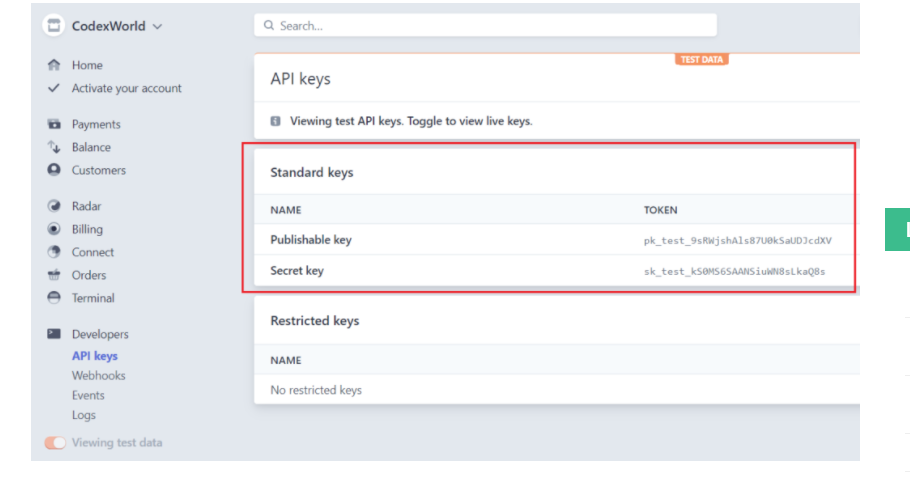 CodexWorld
Search...
Home
Activate your account
Payments
Balance
Customers
Radar
Billing
Connect
Orders
Terminal
Developers
API keys
Webhooks
Events
Logs
Viewing test data
TEST DATA
API keys
Viewing test API keys. Toggle to view live keys.
Standard keys
NAME TOKEN
Publishable key pk_test_9sRWjshAls87U0kSaUDJcdXV
Secret key sk_test_kS0MS6SAANSiuWN8sLkaQ8s
Restricted keys
NAME
No restricted keys